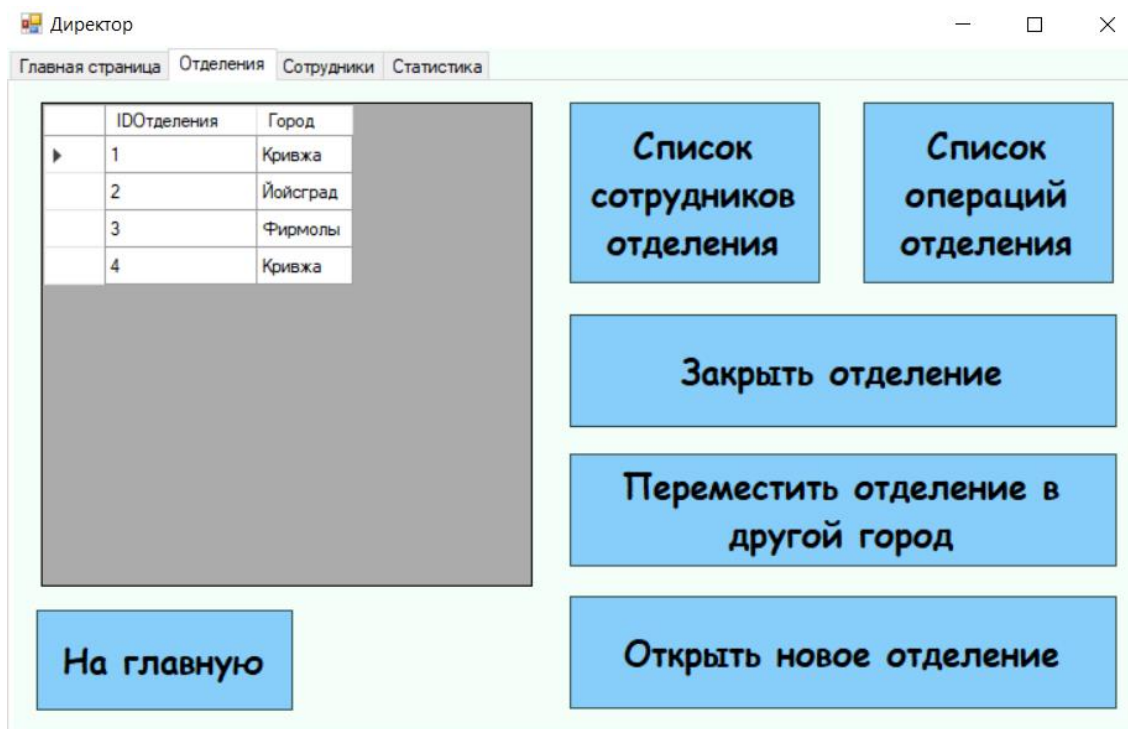 Директор
Главная страница Отделения Сотрудники Статистика
IDОтделения Город
1 Кривжа
2 Йойсград
3 Фирмолы
4 Кривжа
Список
сотрудников
отделения
Список
операций
отделения
Закрыть отделение
Переместить отделение в
другой город
Открыть новое отделение
На главную